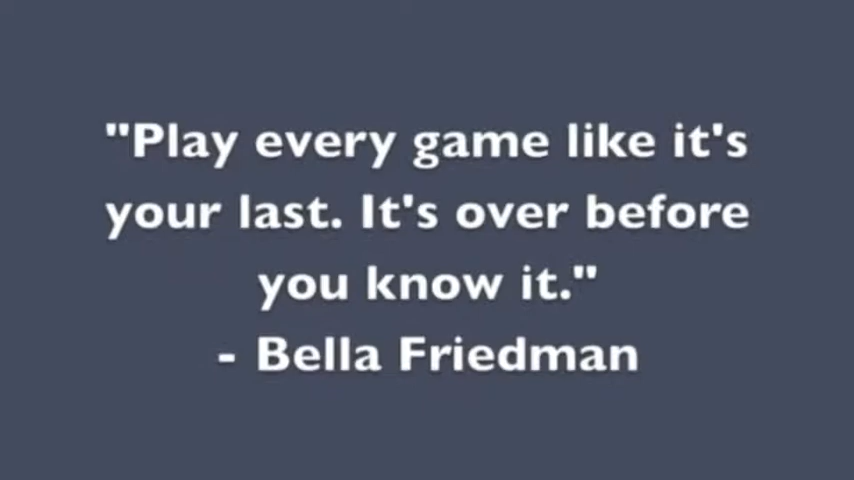 "Play every game like it's
your last. It's over before
you know it."
- Bella Friedman